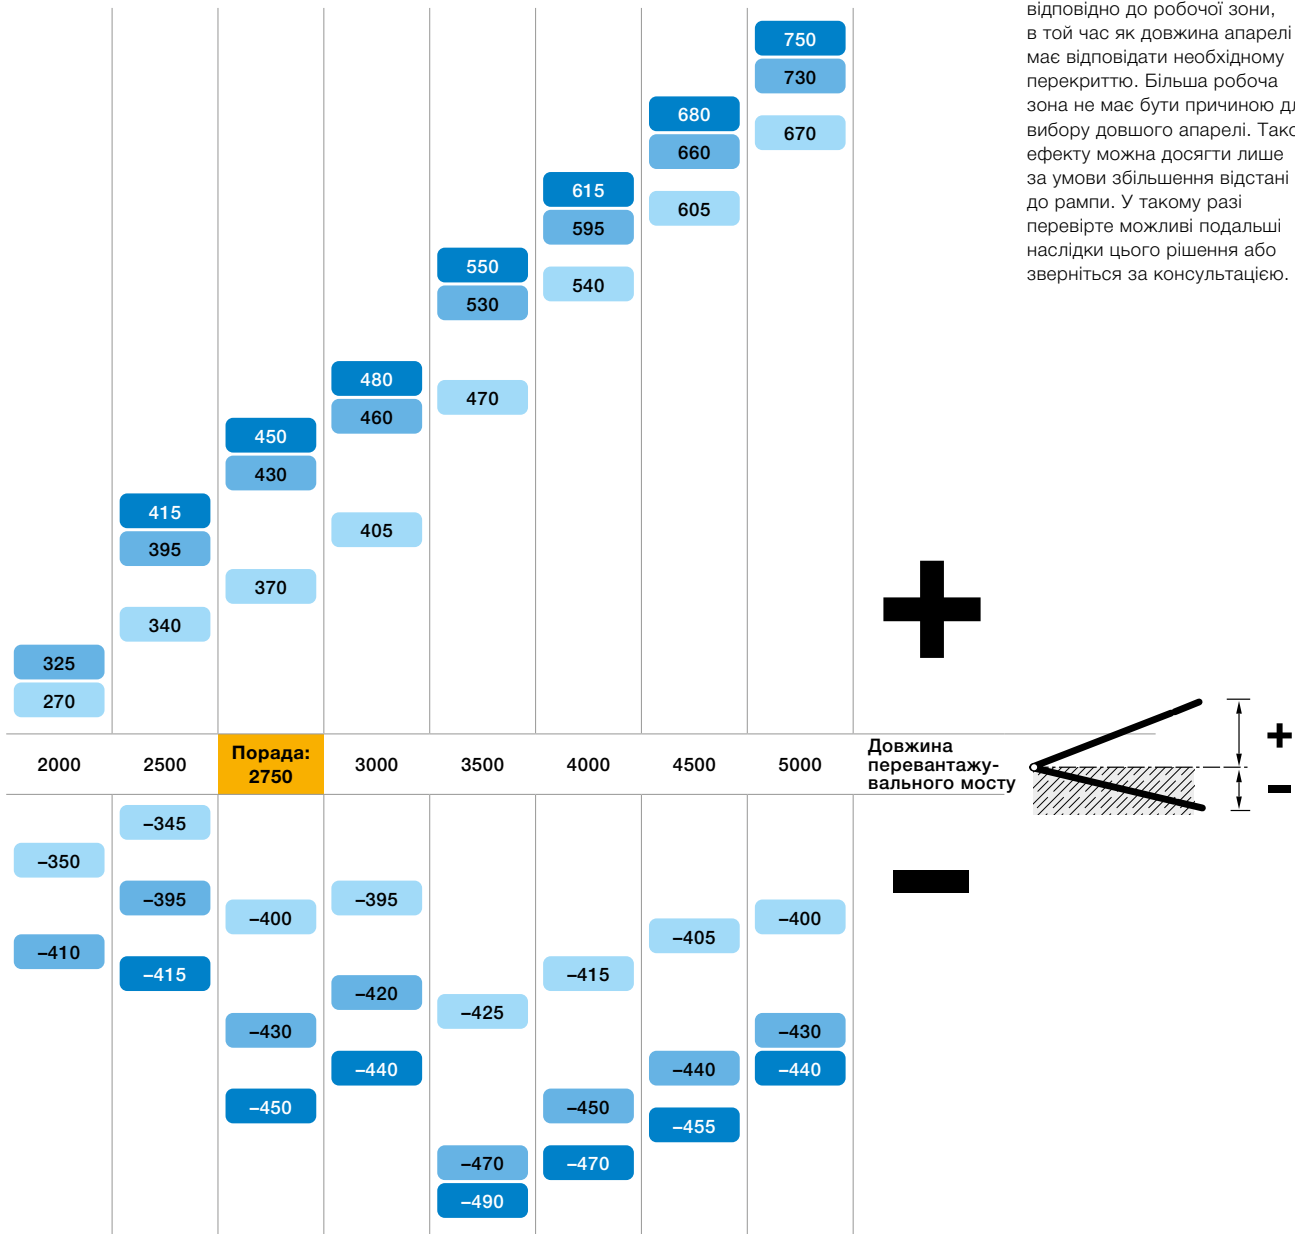 відповідно до робочої зони,
в той час як довжина апарелі
має відповідати необхідному
перекриттю. Більша робоча
зона не має бути причиною
вибору довшого апарелі.
ефекту можна досягти лише
за умови збільшення відстані
до рампи. У такому разі
перевірте можливі подальші
наслідки цього рішення або
зверніться за консультацією.
750
730
680
670
660
615
605
595
550
540
530
480
470
460
450
430
415
405
395
370
340
325
270
+
2000 2500 Порада: 3000 3500 4000 4500 5000
2750
Довжина
перевантажу-
вального мосту
+
–
–345
–350
–395 –395
–400 –400
–405
–410
–415 –415
–420
–425
–430 –430
–440 –440 –440
–450 –450
–455
–470 –470
–490